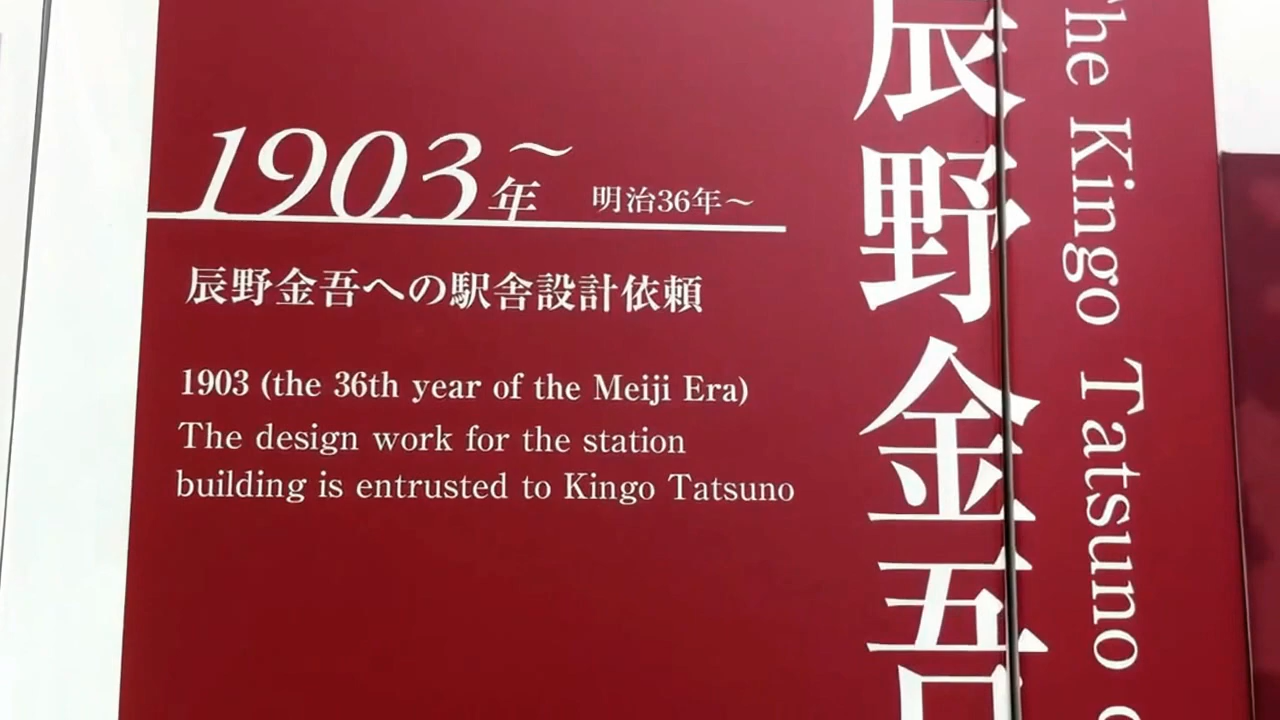 1903年～ 明治36年～
辰野金吾への駅舎設計依頼
1903 (the 36th year of the Meiji Era)
The design work for the station
building is entrusted to Kingo Tatsuno
辰野金吾
The Kingo Tatsuno